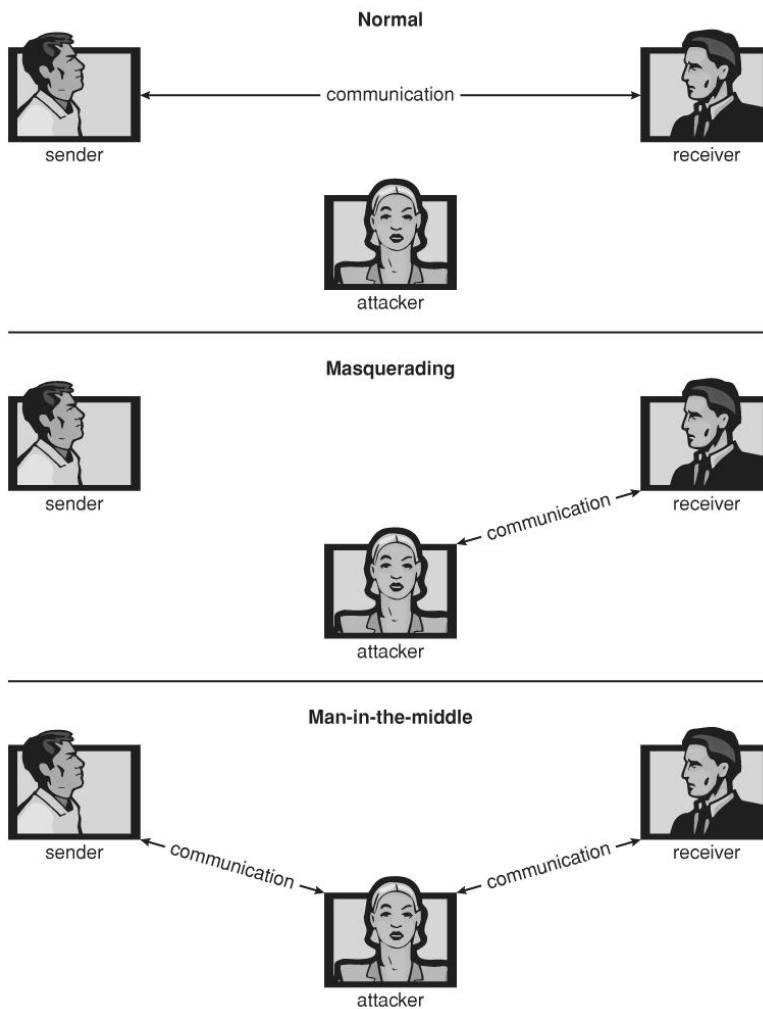 Normal
communication
sender
receiver
attacker
Masquerading
sender
receiver
communication
attacker
Man-in-the-middle
sender
receiver
communication
communication
attacker